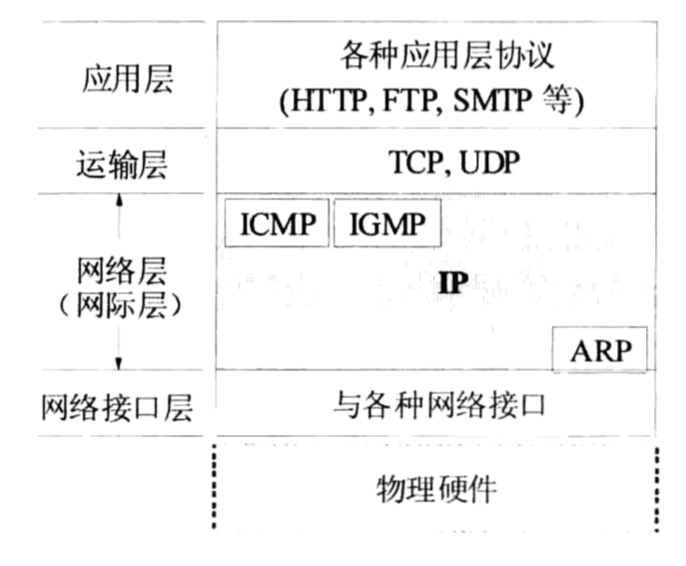 应用层
各种应用层协议
(HTTP, FTP, SMTP 等)
运输层
TCP, UDP
ICMP
IGMP
网络层
（网际层）
IP
ARP
网络接口层
与各种网络接口
物理硬件